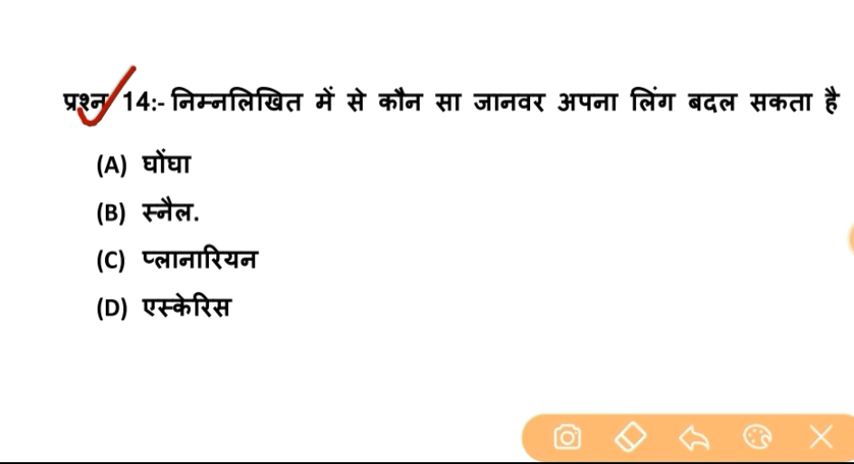 प्रश्न 14:- निम्नलिखित में से कौन सा जानवर अपना लिंग बदल सकता है
(A) घोंघा
(B) स्नैल.
(C) प्लानारियन
(D) एस्केरिस